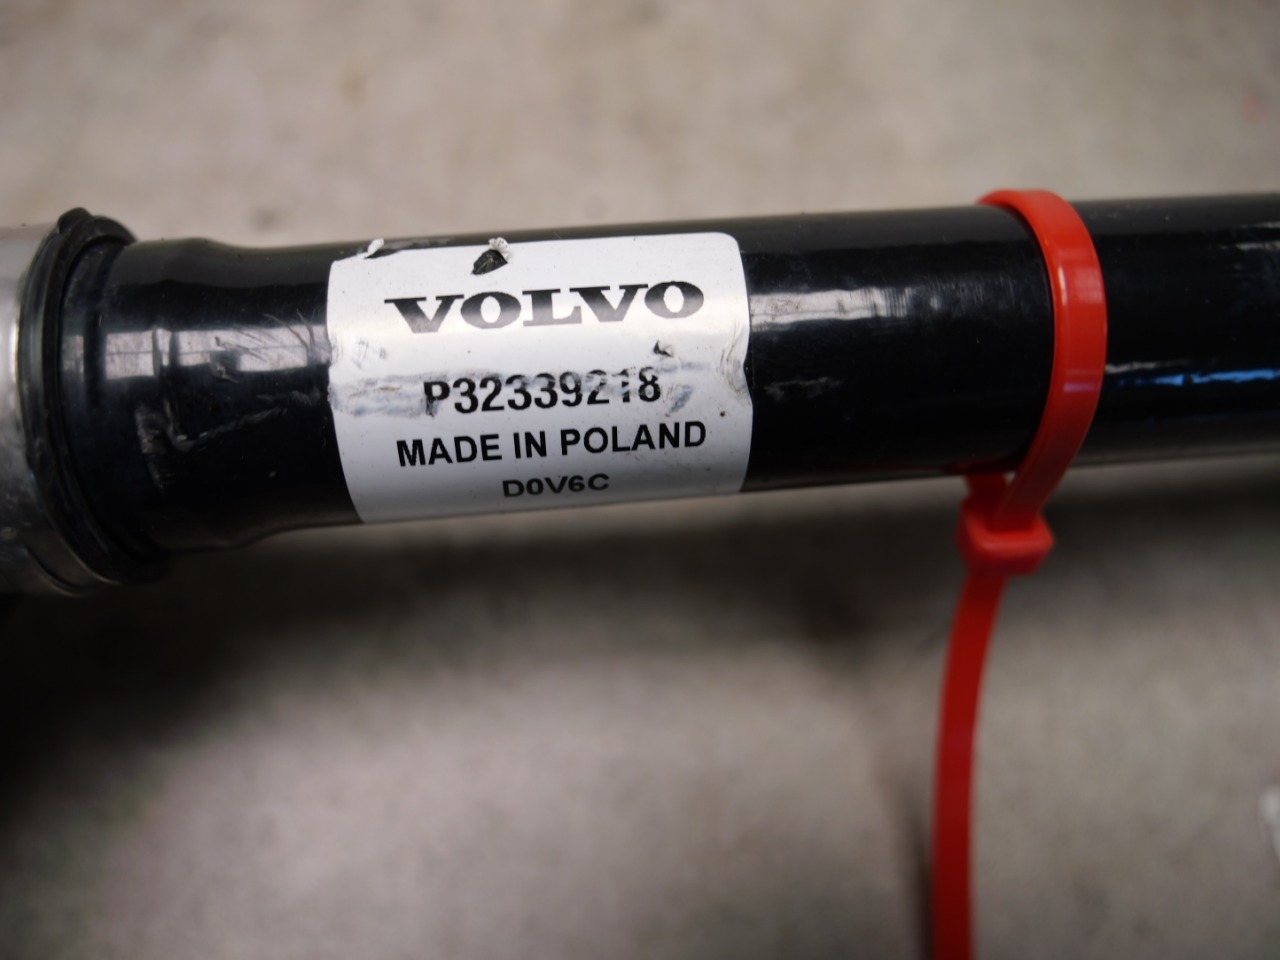 VOLVO
P32339218
MADE IN POLAND
D0V6C